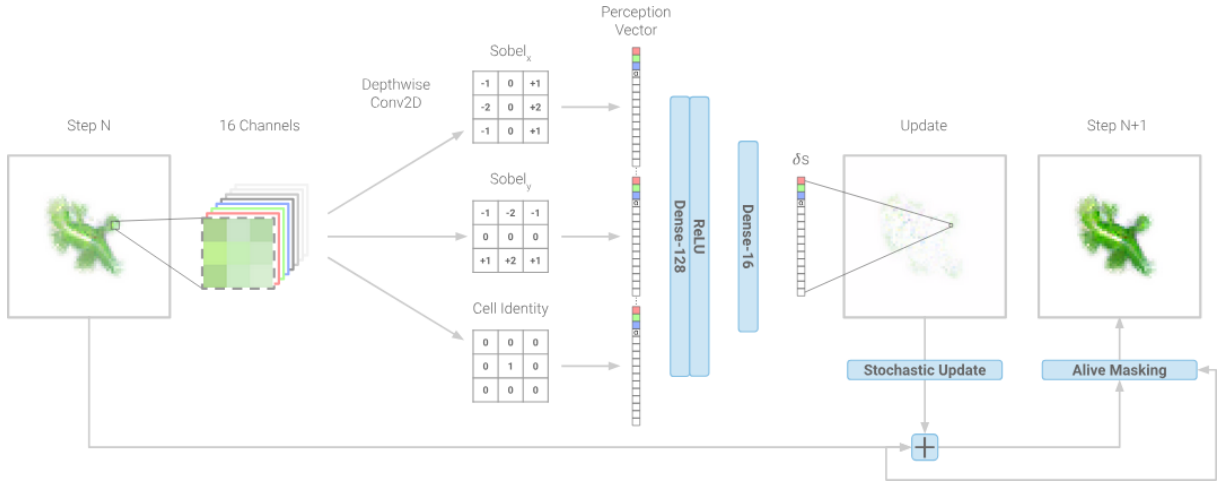 Perception
Vector
Sobelx
Depthwise
Conv2D
-1 0 +1
-2 0 +2
-1 0 +1
Step N
16 Channels
Update
Step N+1
Sobely
-1 -2 -1
0 0 0
+1 +2 +1
Dense-128
ReLU
Dense-16
δs
Cell Identity
0 0 0
0 1 0
0 0 0
α
α
α
α
Stochastic Update
Alive Masking
+